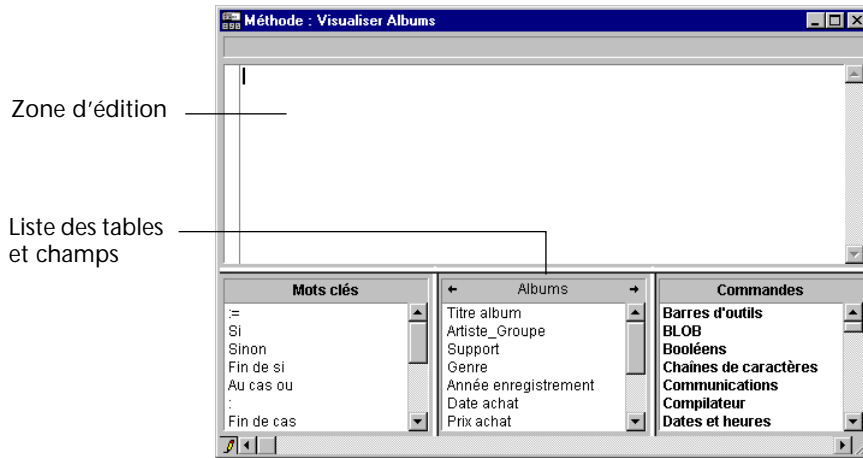 Méthode : Visualiser Albums
Zone d'édition
Liste des tables
et champs
Mots clés
:=
Si
Sinon
Fin de si
Au cas ou
:
Fin de cas
Albums
Titre album
Artiste_Groupe
Support
Genre
Année enregistrement
Date achat
Prix achat
Commandes
Barres d'outils
BLOB
Booléens
Chaînes de caractères
Communications
Compilateur
Dates et heures